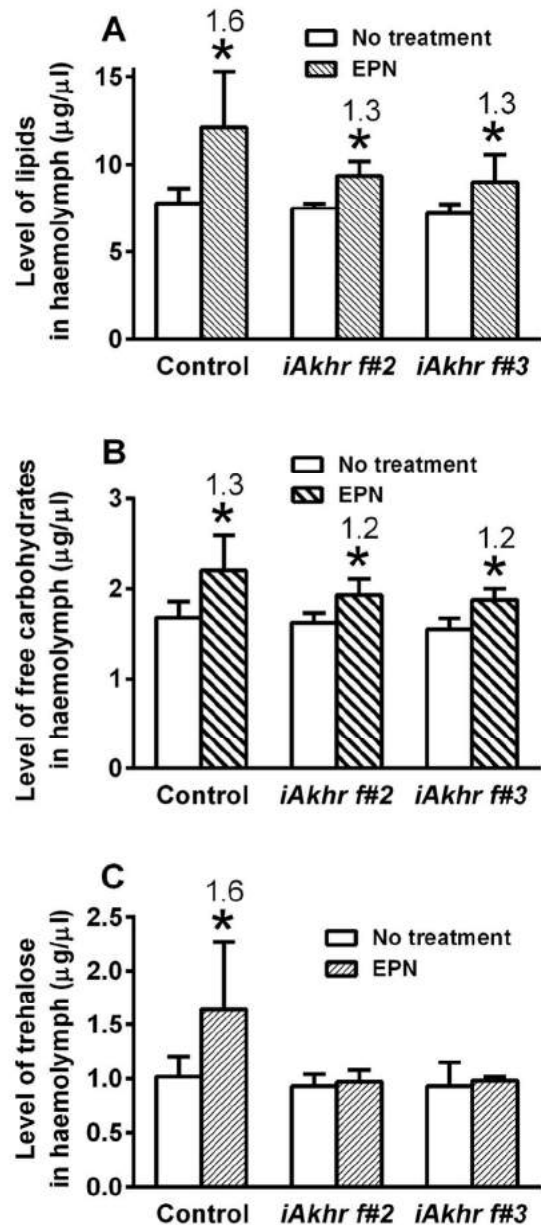 A
1.6
*
No treatment
EPN
1.3
*
1.3
*
Level of lipids
in haemolymph (µg/µl)
15
10
5
0
Control
iAkhr f#2
iAkhr f#3
B
No treatment
EPN
1.3
*
1.2
*
1.2
*
Level of free carbohydrates
in haemolymph (µg/µl)
3
2
1
0
Control
iAkhr f#2
iAkhr f#3
C
1.6
*
No treatment
EPN
Level of trehalose
in haemolymph (µg/µl)
2.5
2.0
1.5
1.0
0.5
0.0
Control
iAkhr f#2
iAkhr f#3